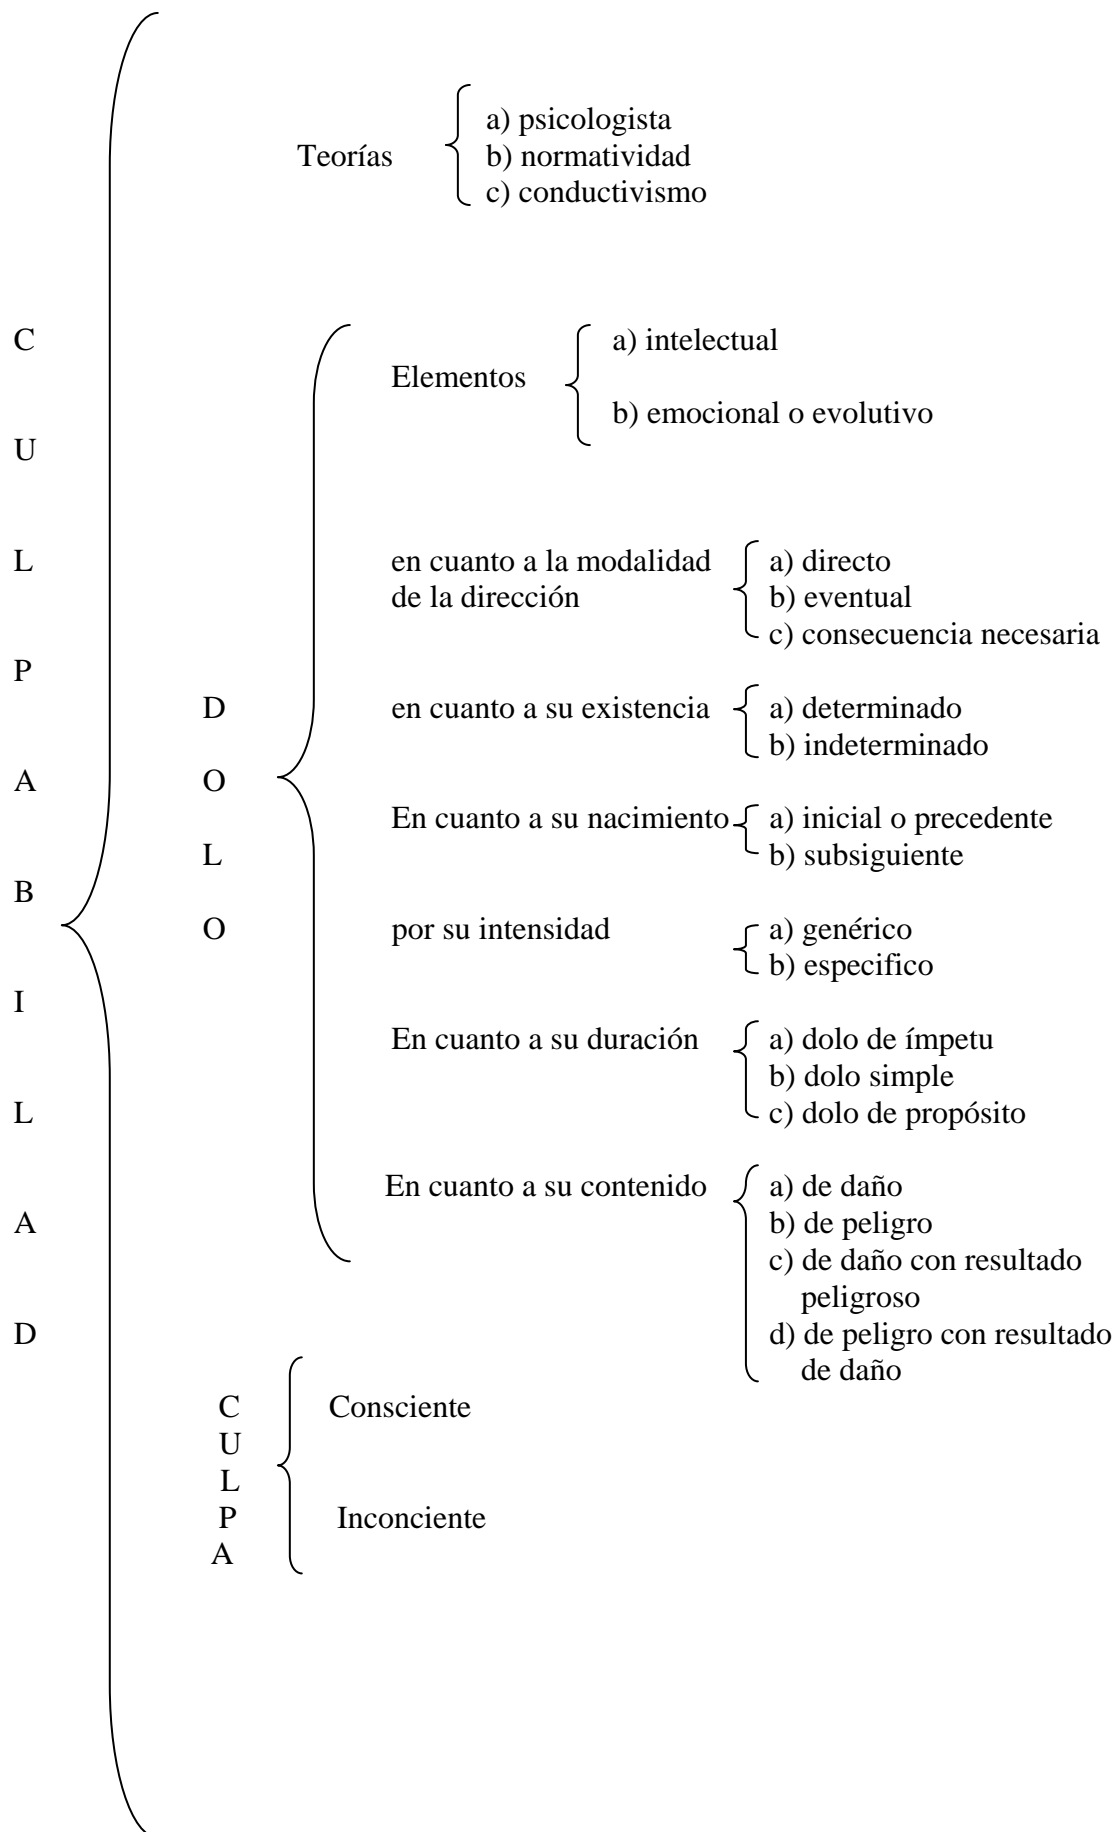 CULPABILIAD
Teorías
a) psicologista
b) normatividad
c) conductivismo
DOLO
Elementos
a) intelectual
b) emocional o evolutivo
en cuanto a la modalidad
de la dirección
a) directo
b) eventual
c) consecuencia necesaria
en cuanto a su existencia
a) determinado
b) indeterminado
En cuanto a su nacimiento
a) inicial o precedente
b) subsiguiente
por su intensidad
a) genérico
b) especifico
En cuanto a su duración
a) dolo de ímpetu
b) dolo simple
c) dolo de propósito
En cuanto a su contenido
a) de daño
b) de peligro
c) de daño con resultado
peligroso
d) de peligro con resultado
de daño
CULPA
Consciente
Inconciente